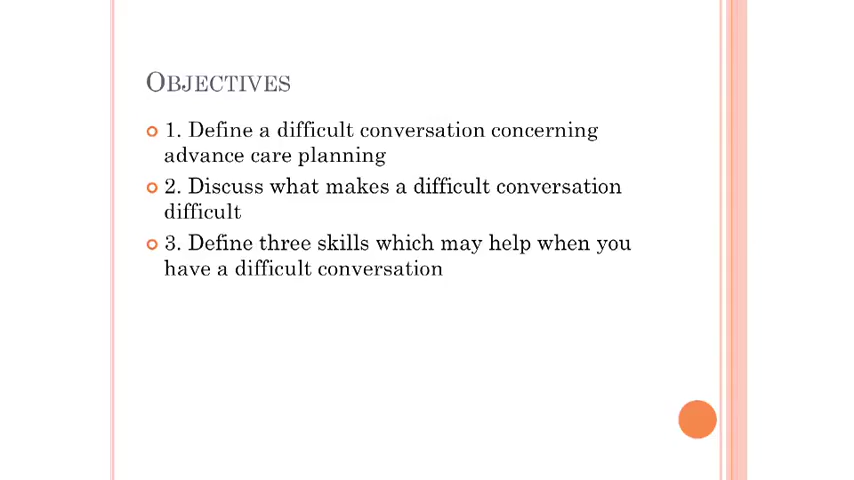 OBJECTIVES
1. Define a difficult conversation concerning
advance care planning
2. Discuss what makes a difficult conversation
difficult
3. Define three skills which may help when you
have a difficult conversation